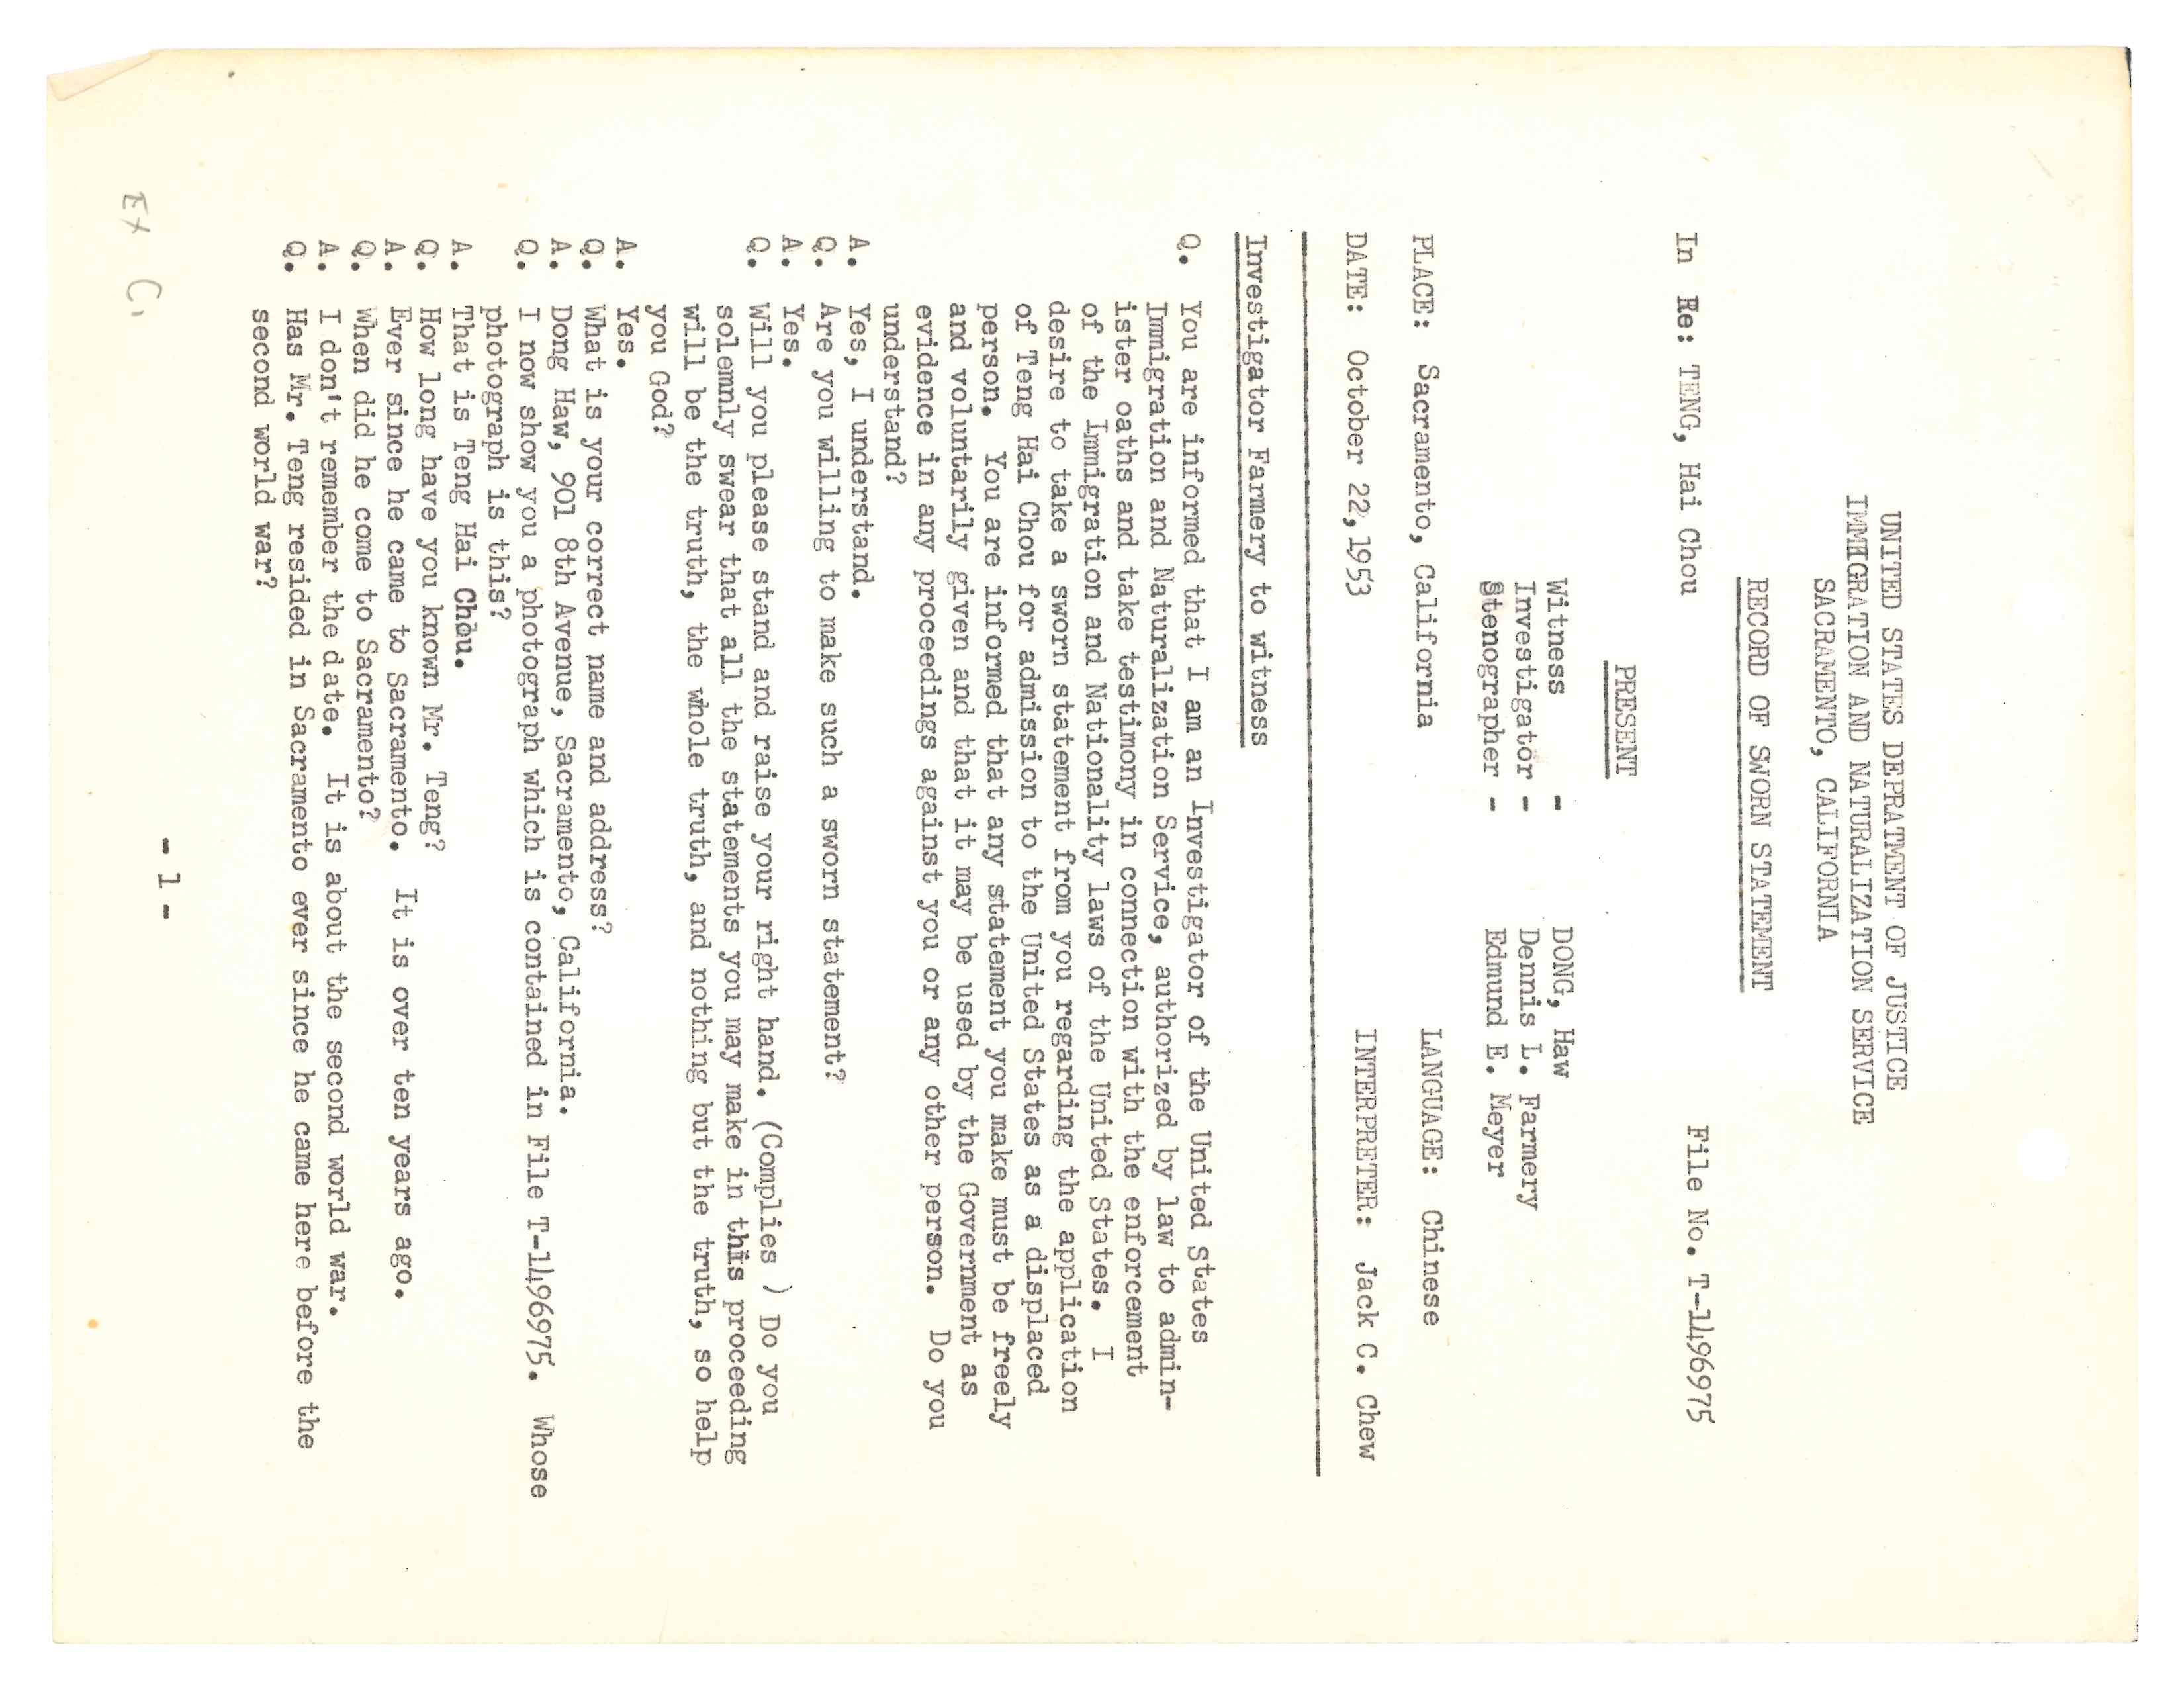 UNITED STATES DEPRATMENT OF JUSTICE
IMMIGRATION AND NATURALIZATION SERVICE
SACRAMENTO, CALIFORNIA
RECORD OF SWORN STATEMENT
In Re: TENG, Hai Chou File No. T-1496975
PRESENT
Witness - DONG, Haw
Investigator - Dennis L. Farmery
Stenographer - Edmund E. Meyer
PLACE: Sacramento, California LANGUAGE: Chinese
DATE: October 22, 1953 INTERPRETER: Jack C. Chew
Investigator Farmery to witness
Q. You are informed that I am an Investigator of the United States
Immigration and Naturalization Service, authorized by law to admin-
ister oaths and take testimony in connection with the enforcement
of the Immigration and Nationality laws of the United States. I
desire to take a sworn statement from you regarding the application
of Teng Hai Chou for admission to the United States as a displaced
person. You are informed that any statement you make must be freely
and voluntarily given and that it may be used by the Government as
evidence in any proceedings against you or any other person. Do you
understand?
A. Yes, I understand.
Q. Are you willing to make such a sworn statement?
A. Yes.
Q. Will you please stand and raise your right hand. (Complies ) Do you
solemnly swear that all the statements you may make in this proceeding
will be the truth, the whole truth, and nothing but the truth, so help
you God?
A. Yes.
Q. What is your correct name and address?
A. Dong Haw, 901 8th Avenue, Sacramento, California.
Q. I now show you a photograph which is contained in File T-1496975. Whose
photograph is this?
A. That is Teng Hai Chou.
Q. How long have you known Mr. Teng?
A. Ever since he came to Sacramento. It is over ten years ago.
Q. When did he come to Sacramento?
A. I don't remember the date. It is about the second world war.
Q. Has Mr. Teng resided in Sacramento ever since he came here before the
second world war?
- 1 -
Ex C.